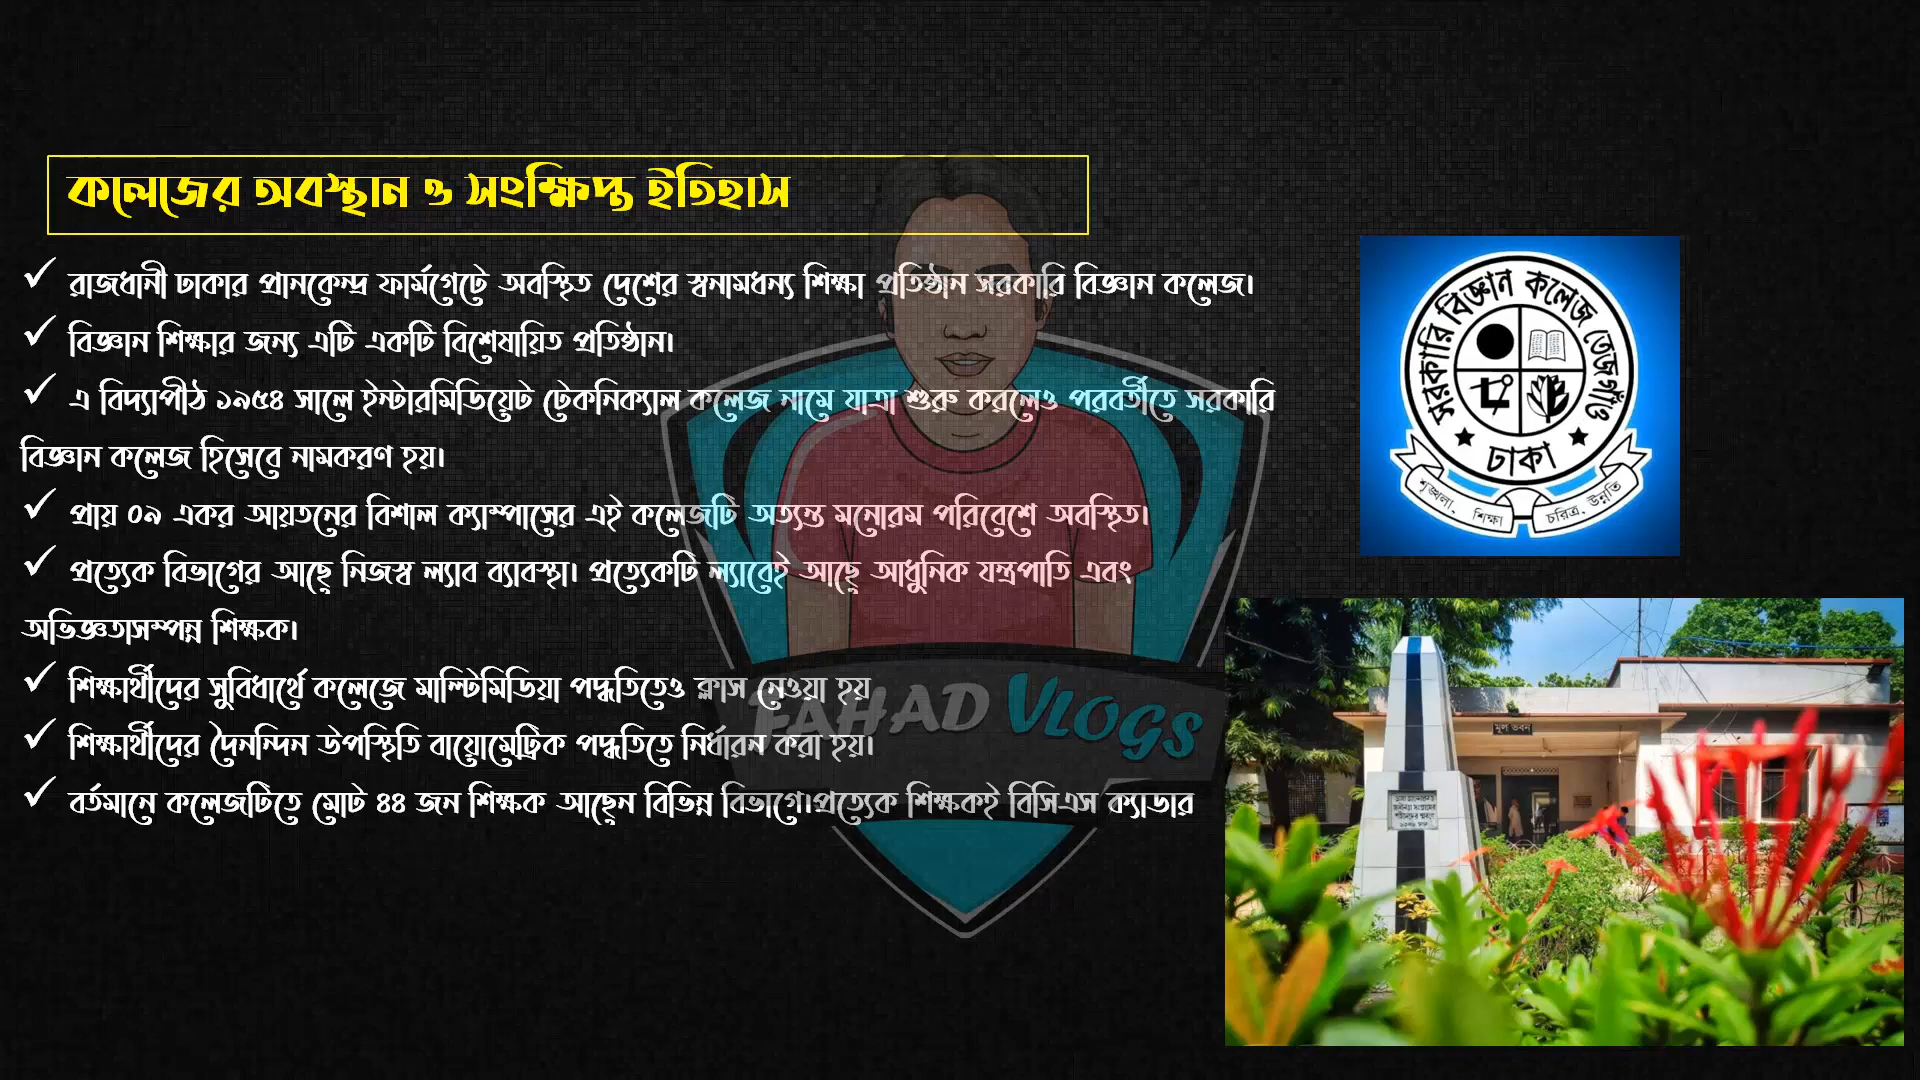 কলেজের অবস্থান ও সংক্ষিপ্ত ইতিহাস
রাজধানী ঢাকার প্রানকেন্দ্র ফার্মগেটে অবস্থিত দেশের স্বনামধন্য শিক্ষা প্রতিষ্ঠান সরকারি বিজ্ঞান কলেজ।
বিজ্ঞান শিক্ষার জন্য এটি একটি বিশেষায়িত প্রতিষ্ঠান।
এ বিদ্যাপীঠ ১৯৫৪ সালে ইন্টারমিডিয়েট টেকনিক্যাল কলেজ নামে যাত্রা শুরু করলেও পরবর্তীতে সরকারি
বিজ্ঞান কলেজ হিসেবে নামকরণ হয়।
প্রায় ০৯ একর আয়তনের বিশাল ক্যাম্পাসের এই কলেজটি অত্যন্ত মনোরম পরিবেশে অবস্থিত।
প্রত্যেক বিভাগের আছে নিজস্ব ল্যাব ব্যাবস্থা। প্রত্যেকটি ল্যাবেই আছে আধুনিক যন্ত্রপাতি এবং
অভিজ্ঞতাসম্পন্ন শিক্ষক।
শিক্ষার্থীদের সুবিধার্থে কলেজে মাল্টিমিডিয়া পদ্ধতিতেও ক্লাস নেওয়া হয়
শিক্ষার্থীদের দৈনন্দিন উপস্থিতি বায়োমেট্রিক পদ্ধতিতে নির্ধারন করা হয়।
বর্তমানে কলেজটিতে মোট ৪৪ জন শিক্ষক আছেন বিভিন্ন বিভাগে।প্রত্যেক শিক্ষকই বিসিএস ক্যাডার
FAHAD VLOGS
সরকারি বিজ্ঞান কলেজ তেজগাঁও
ঢাকা
শৃঙ্খলা, শিক্ষা চরিত্র, উন্নতি
মূল ভবন